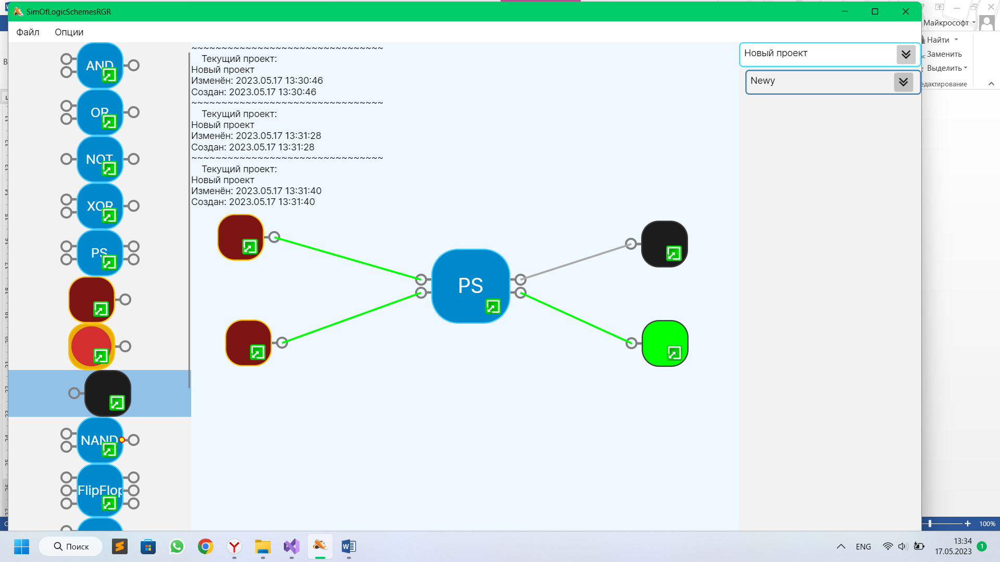 SimOfLogicSchemesRGR
Файл Опции
AND
OR
NOT
XOR
PS
NAND
FlipFlop
~~~~~~~~~~~~~~~~~~~~~~~~~~~~~~~~
Текущий проект:
Новый проект
Изменён: 2023.05.17 13:30:46
Создан: 2023.05.17 13:30:46
~~~~~~~~~~~~~~~~~~~~~~~~~~~~~~~~
Текущий проект:
Новый проект
Изменён: 2023.05.17 13:31:28
Создан: 2023.05.17 13:31:28
~~~~~~~~~~~~~~~~~~~~~~~~~~~~~~~~
Текущий проект:
Новый проект
Изменён: 2023.05.17 13:31:40
Создан: 2023.05.17 13:31:40
PS
Новый проект
Newy
Майкрософт
Найти
Заменить
Выделить
едактирование
100%
Поиск
ENG
13:34
17.05.2023
1